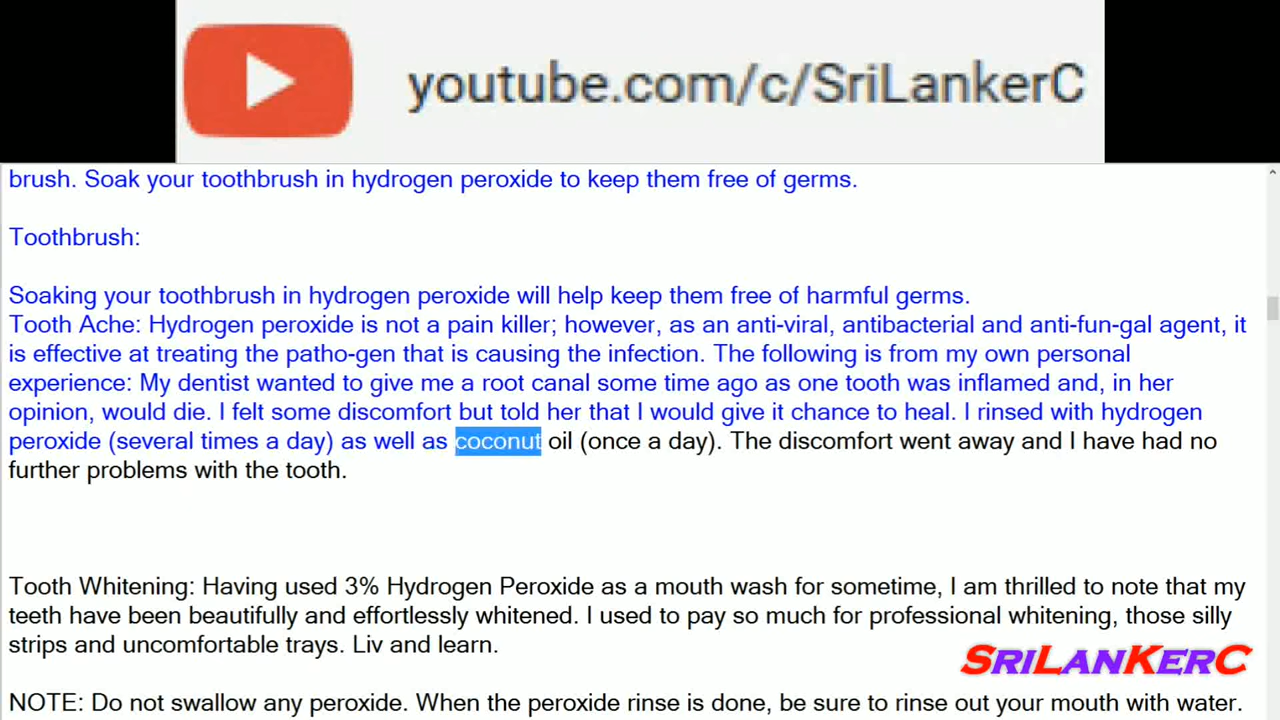 youtube.com/c/SriLankerC
brush. Soak your toothbrush in hydrogen peroxide to keep them free of germs.
Toothbrush:
Soaking your toothbrush in hydrogen peroxide will help keep them free of harmful germs.
Tooth Ache: Hydrogen peroxide is not a pain killer; however, as an anti-viral, antibacterial and anti-fun-gal agent, it
is effective at treating the patho-gen that is causing the infection. The following is from my own personal
experience: My dentist wanted to give me a root canal some time ago as one tooth was inflamed and, in her
opinion, would die. I felt some discomfort but told her that I would give it chance to heal. I rinsed with hydrogen
peroxide (several times a day) as well as coconut oil (once a day). The discomfort went away and I have had no
further problems with the tooth.
Tooth Whitening: Having used 3% Hydrogen Peroxide as a mouth wash for sometime, I am thrilled to note that my
teeth have been beautifully and effortlessly whitened. I used to pay so much for professional whitening, those silly
strips and uncomfortable trays. Liv and learn.
SRILANKERC
NOTE: Do not swallow any peroxide. When the peroxide rinse is done, be sure to rinse out your mouth with water.